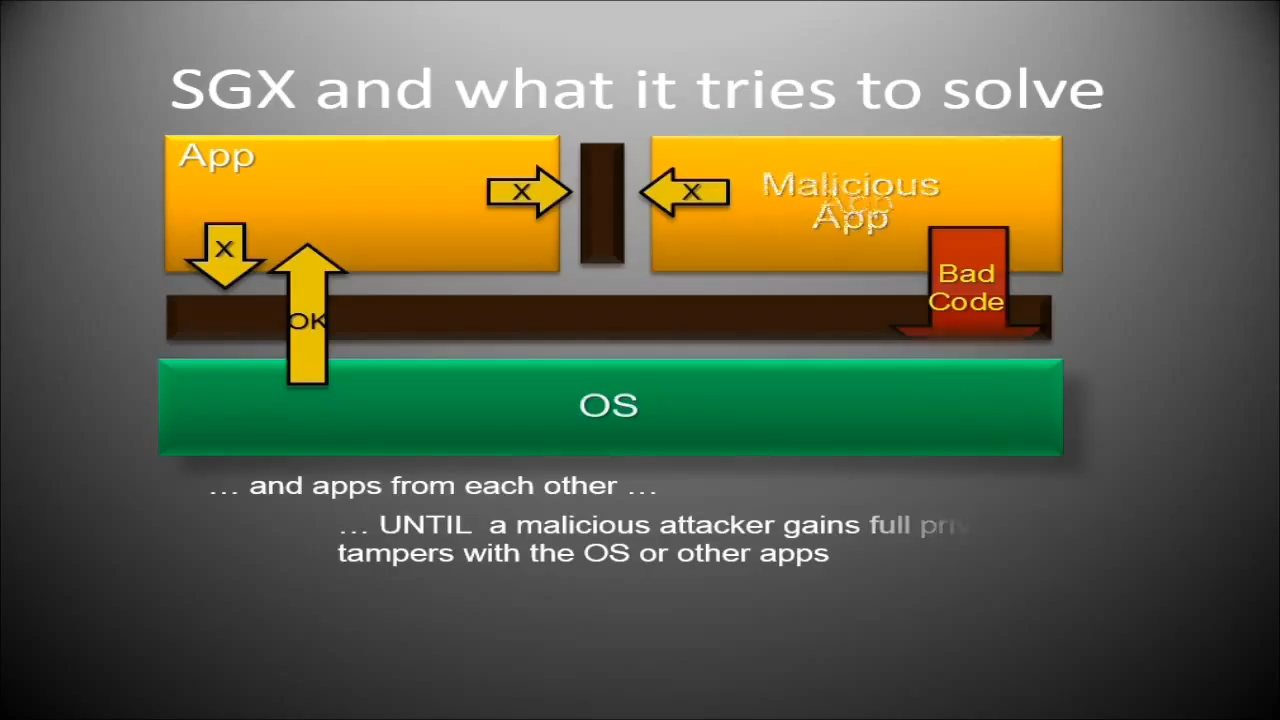 SGX and what it tries to solve
App
X
X
Malicious
App
X
OK
Bad
Code
OS
… and apps from each other …
… UNTIL a malicious attacker gains full
tampers with the OS or other apps